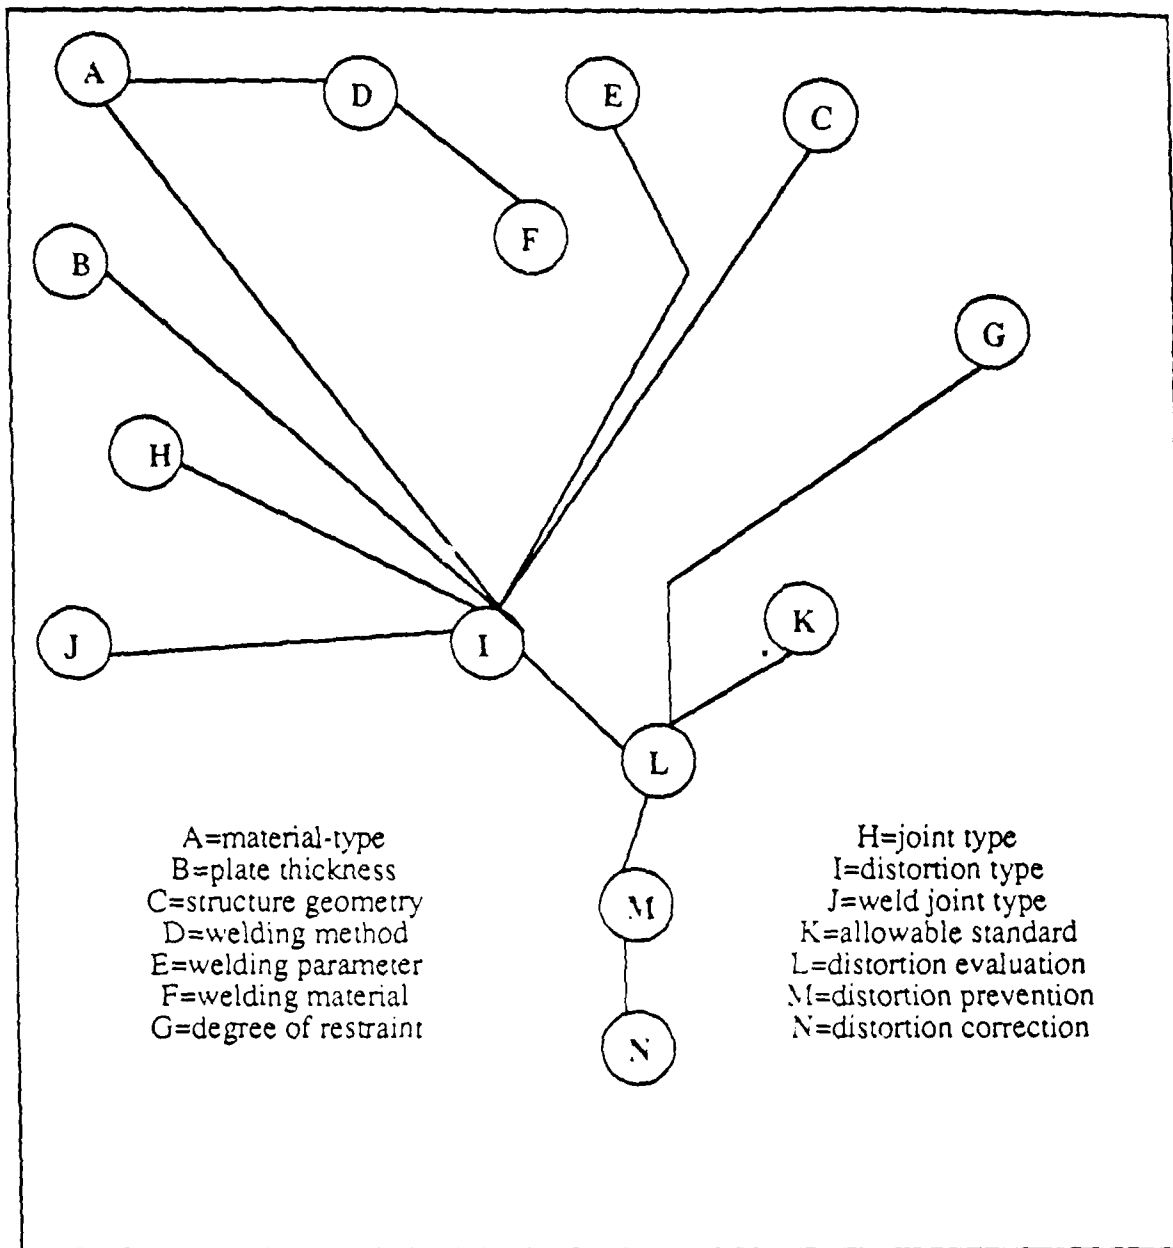 A
D
E
C
F
B
G
H
J
I
K
L
A=material-type
B=plate thickness
C=structure geometry
D=welding method
E=welding parameter
F=welding material
G=degree of restraint
H=joint type
I=distortion type
J=weld joint type
K=allowable standard
L=distortion evaluation
M=distortion prevention
N=distortion correction
M
N